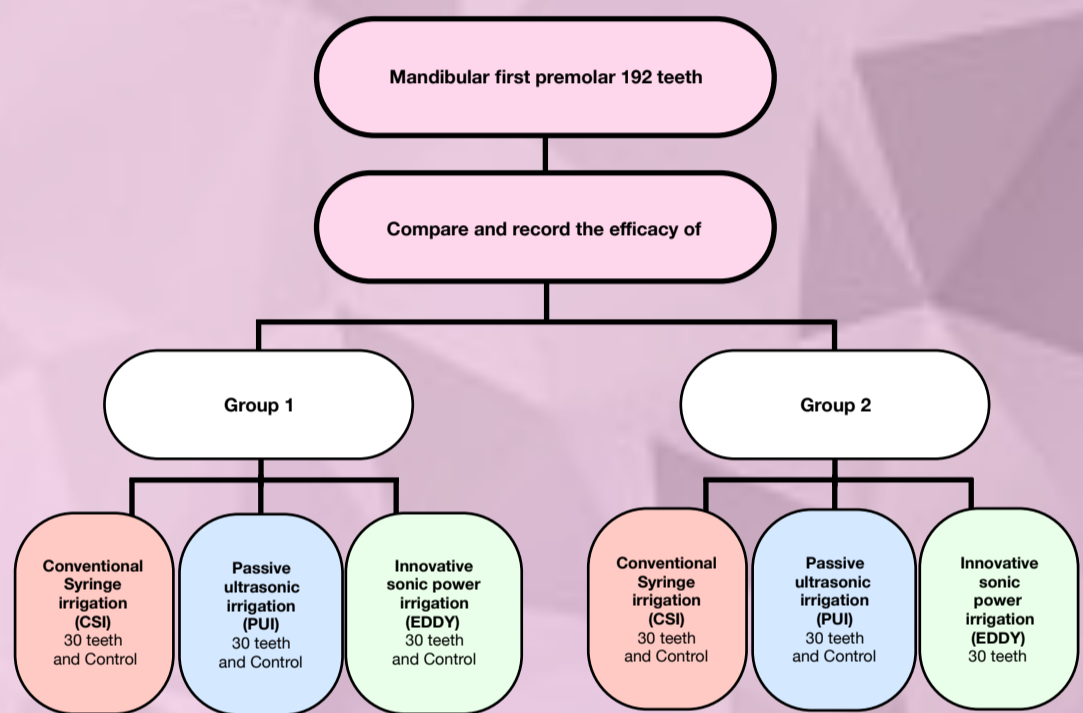 Mandibular first premolar 192 teeth
Compare and record the efficacy of
Group 1
Group 2
Conventional
Syringe
irrigation
(CSI)
30 teeth
and Control
Passive
ultrasonic
irrigation
(PUI)
30 teeth
and Control
Innovative
sonic power
irrigation
(EDDY)
30 teeth
and Control
Conventional
Syringe
irrigation
(CSI)
30 teeth
and Control
Passive
ultrasonic
irrigation
(PUI)
30 teeth
and Control
Innovative
sonic
power
irrigation
(EDDY)
30 teeth